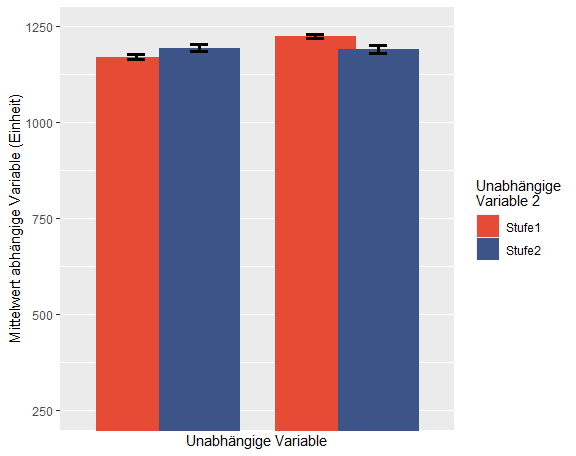 1250
1000
750
500
250
Mittelwert abhängige Variable (Einheit)
Unabhängige Variable
Unabhängige
Variable 2
Stufe1
Stufe2